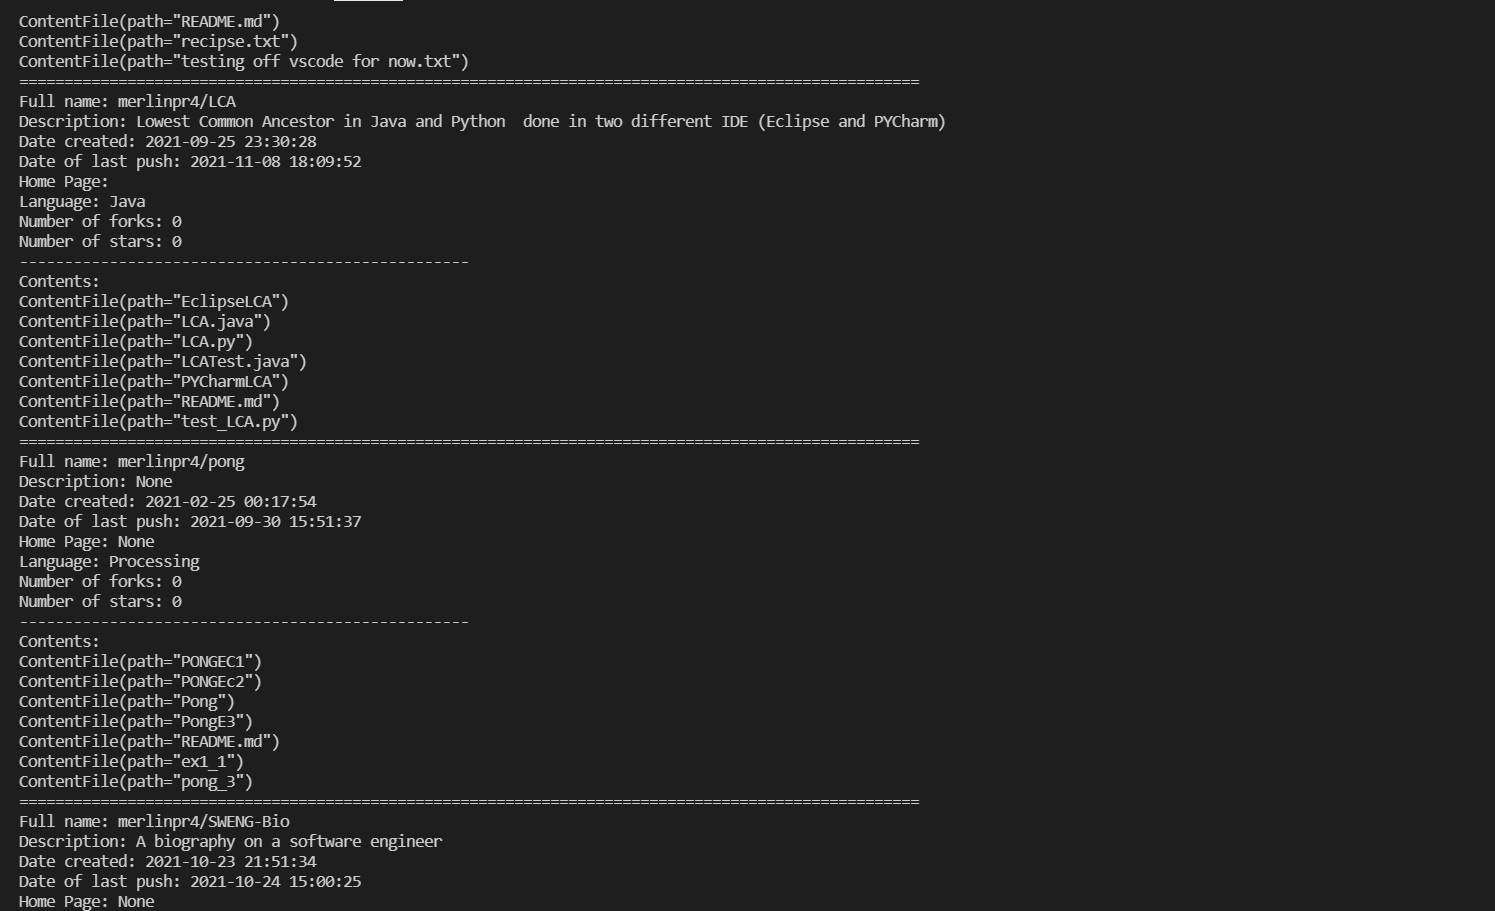 ContentFile(path="README.md")
ContentFile(path="recipse.txt")
ContentFile(path="testing off vscode for now.txt")
====================================================================================================
Full name: merlinpr4/LCA
Description: Lowest Common Ancestor in Java and Python  done in two different IDE (Eclipse and PYCharm)
Date created: 2021-09-25 23:30:28
Date of last push: 2021-11-08 18:09:52
Home Page:
Language: Java
Number of forks: 0
Number of stars: 0
--------------------------------------------------
Contents:
ContentFile(path="EclipseLCA")
ContentFile(path="LCA.java")
ContentFile(path="LCA.py")
ContentFile(path="LCATest.java")
ContentFile(path="PYCharmLCA")
ContentFile(path="README.md")
ContentFile(path="test_LCA.py")
====================================================================================================
Full name: merlinpr4/pong
Description: None
Date created: 2021-02-25 00:17:54
Date of last push: 2021-09-30 15:51:37
Home Page: None
Language: Processing
Number of forks: 0
Number of stars: 0
--------------------------------------------------
Contents:
ContentFile(path="PONGEC1")
ContentFile(path="PONGEc2")
ContentFile(path="Pong")
ContentFile(path="PongE3")
ContentFile(path="README.md")
ContentFile(path="ex1_1")
ContentFile(path="pong_3")
====================================================================================================
Full name: merlinpr4/SWENG-Bio
Description: A biography on a software engineer
Date created: 2021-10-23 21:51:34
Date of last push: 2021-10-24 15:00:25
Home Page: None